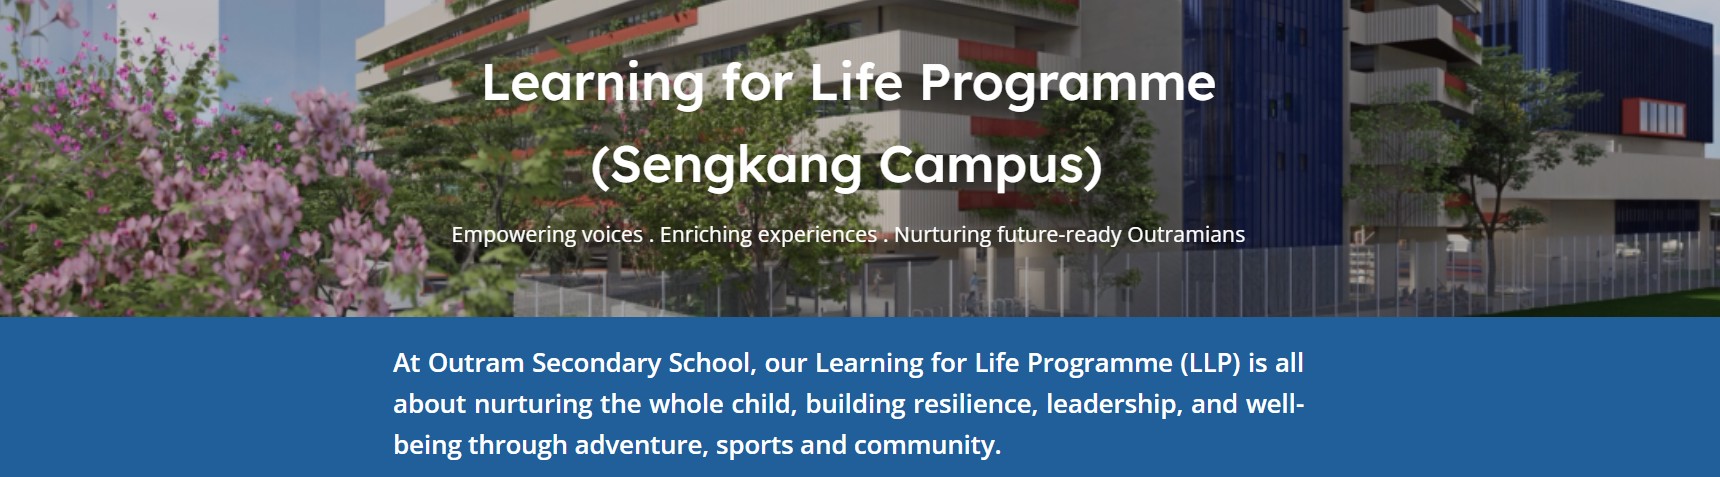 Learning for Life Programme
(Sengkang Campus)
Empowering voices . Enriching experiences . Nurturing future-ready Outramians
At Outram Secondary School, our Learning for Life Programme (LLP) is all
about nurturing the whole child, building resilience, leadership, and well-
being through adventure, sports and community.